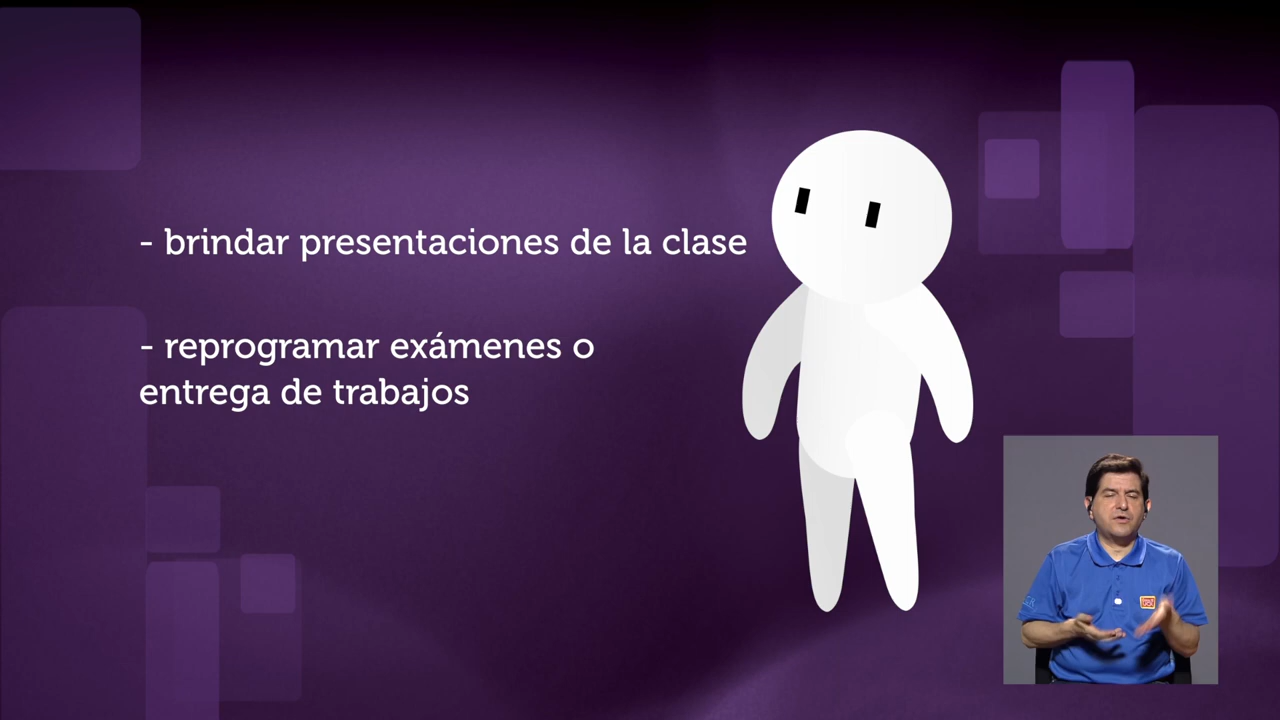 - brindar presentaciones de la clase
- reprogramar exámenes o
entrega de trabajos